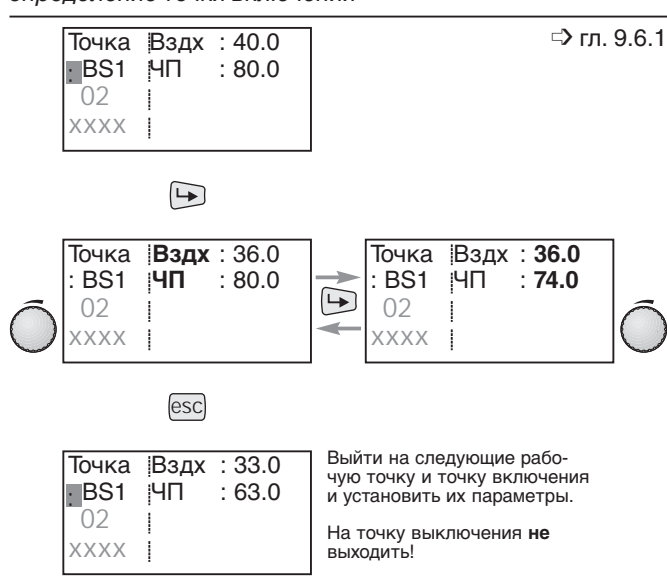 определение точки включения
⇨ гл. 9.6.1
Точка Вздх : 40.0
: BS1 ЧП : 80.0
02
xxxx
Точка Вздх : 36.0
: BS1 ЧП : 80.0
02
xxxx
Точка Вздх : 36.0
: BS1 ЧП : 74.0
02
xxxx
esc
Точка Вздх : 33.0
: BS1 ЧП : 63.0
02
xxxx
Выйти на следующие рабо-
чую точку и точку включения
и установить их параметры.
На точку выключения не
выходить!